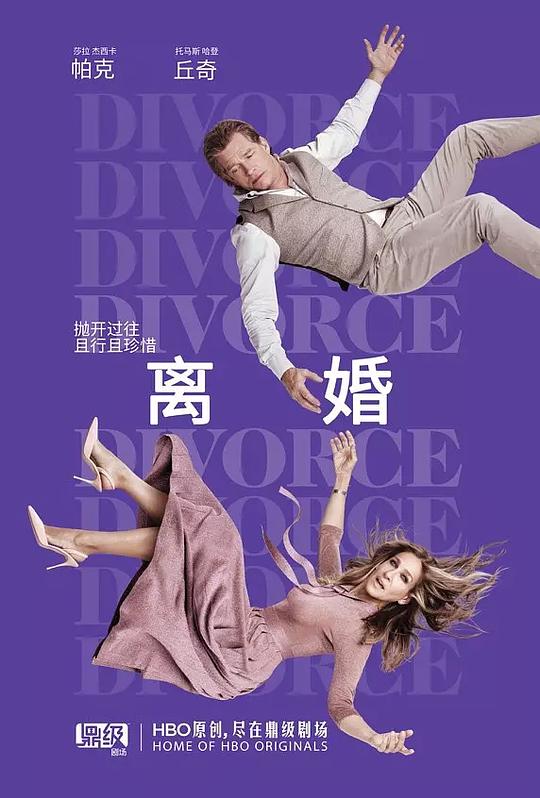 莎拉 杰西卡
帕克
托马斯 哈登
丘奇
DIVORCE
DIVORCE
DIVORCE
DIVORCE
抛开过往
且行且珍惜
离 婚
DIVORCE
DIVORCE
DIVORCE
DIVORCE
鼎级
剧场
HBO原创,尽在鼎级剧场
HOME OF HBO ORIGINALS